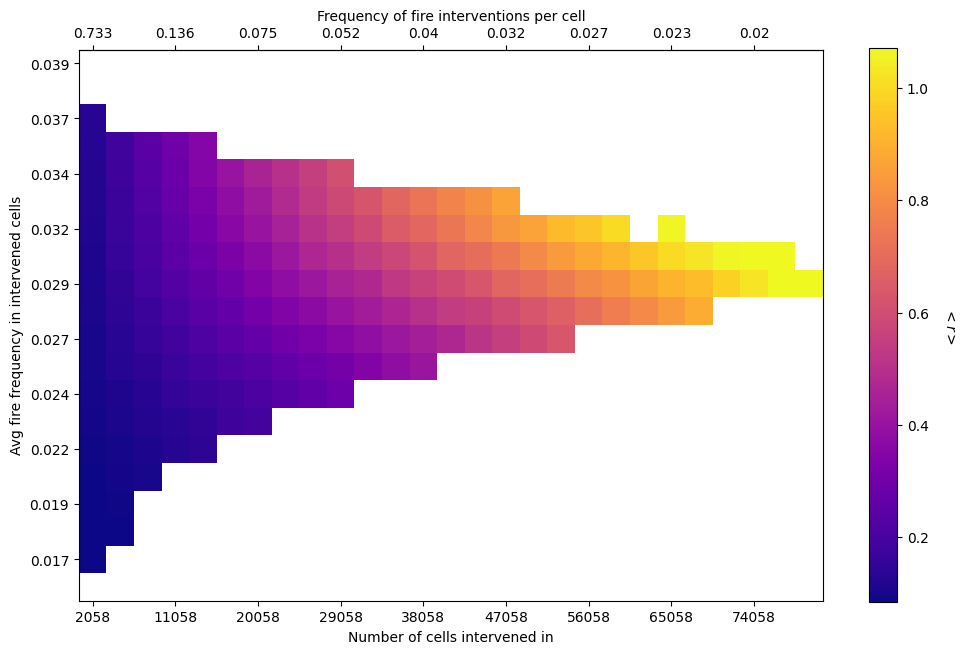 Frequency of fire interventions per cell
0.733 0.136 0.075 0.052 0.04 0.032 0.027 0.023 0.02
0.039
0.037
0.034
0.032
0.029
0.027
0.024
0.022
0.019
0.017
Avg fire frequency in intervened cells
2058 11058 20058 29058 38058 47058 56058 65058 74058
Number of cells intervened in
1.0
0.8
0.6
0.4
0.2
< r >